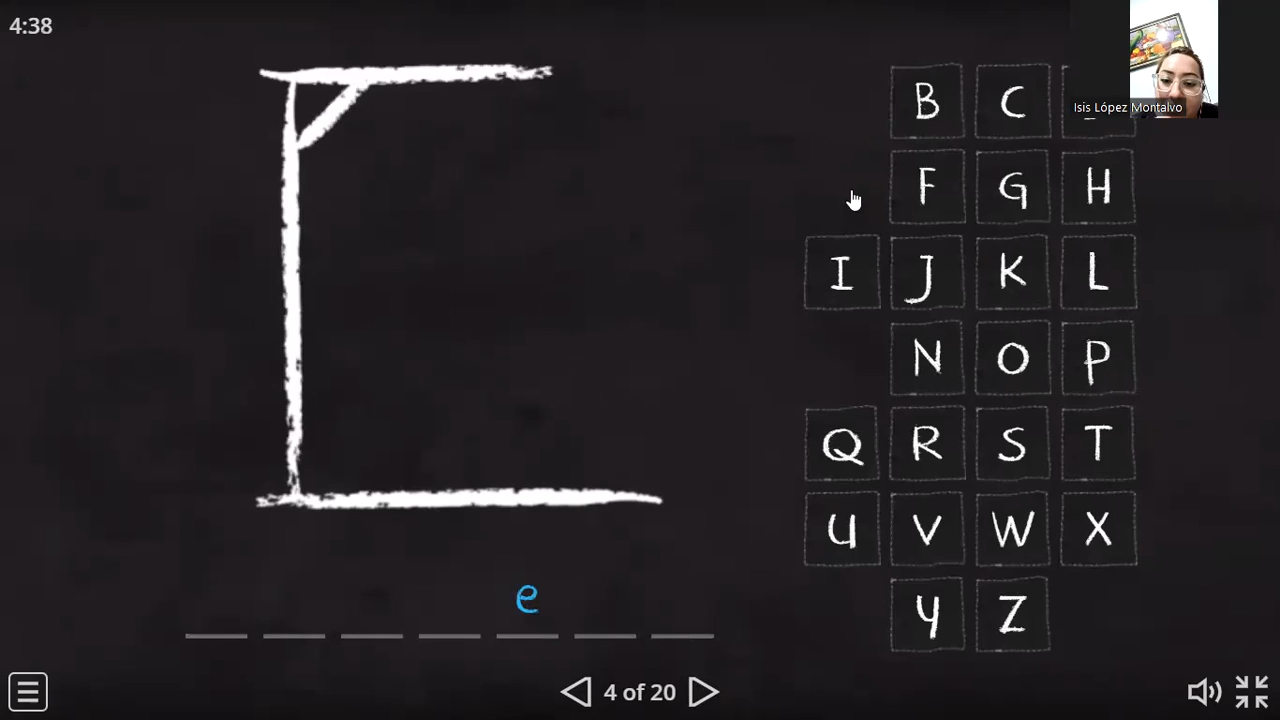 4:38
B C
Isis López Montalvo
F G H
I J K L
N O P
Q R S T
U V W X
Y Z
e
4 of 20